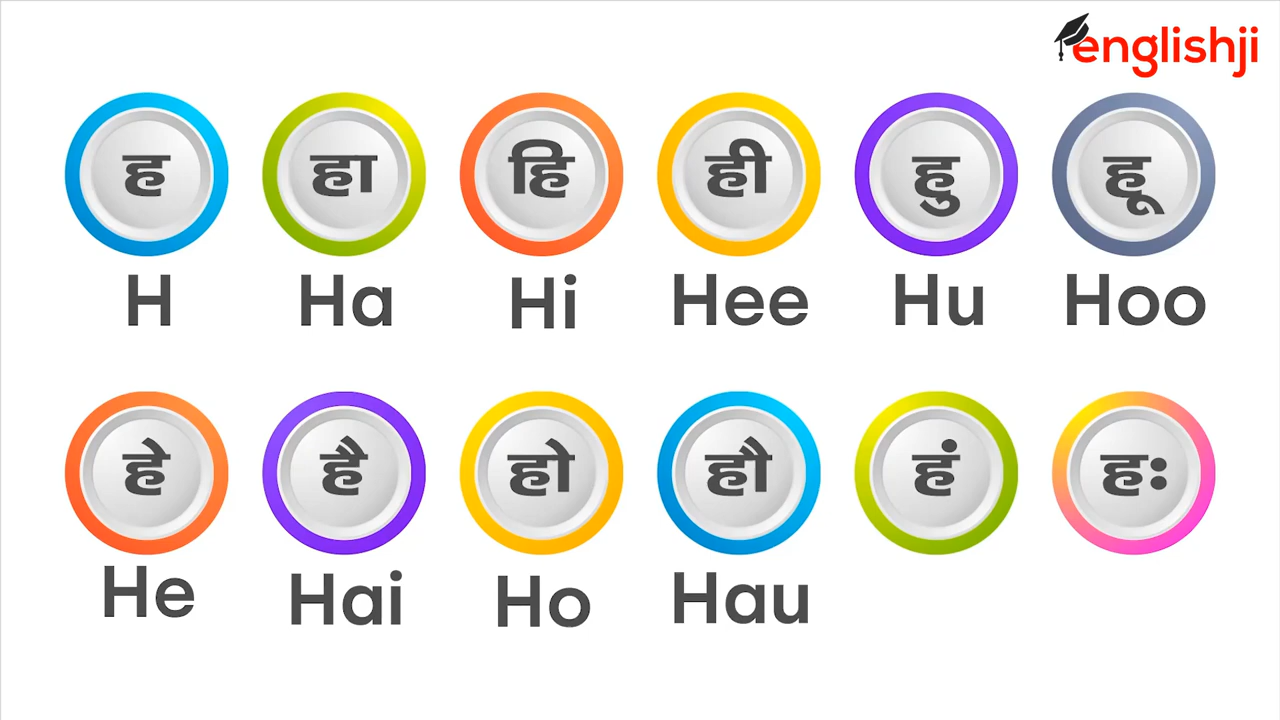 englishji
ह हा हि ही हु हू
H Ha Hi Hee Hu Hoo
हे है हो हौ हं हः
He Hai Ho Hau